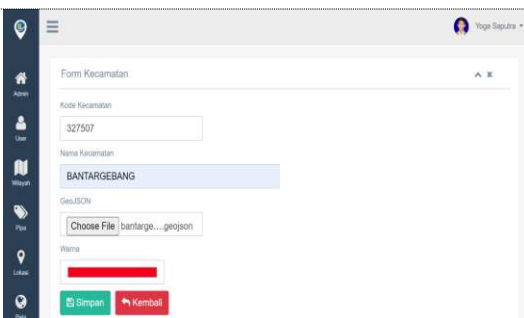 Yoga Saputra
Admin
User
Wilayah
Pipa
Lokasi
Peta
Form Kecamatan
Kode Kecamatan
327507
Nama Kecamatan
BANTARGEBANG
GeoJSON
Choose File bantarge....geojson
Warna
Simpan Kembali